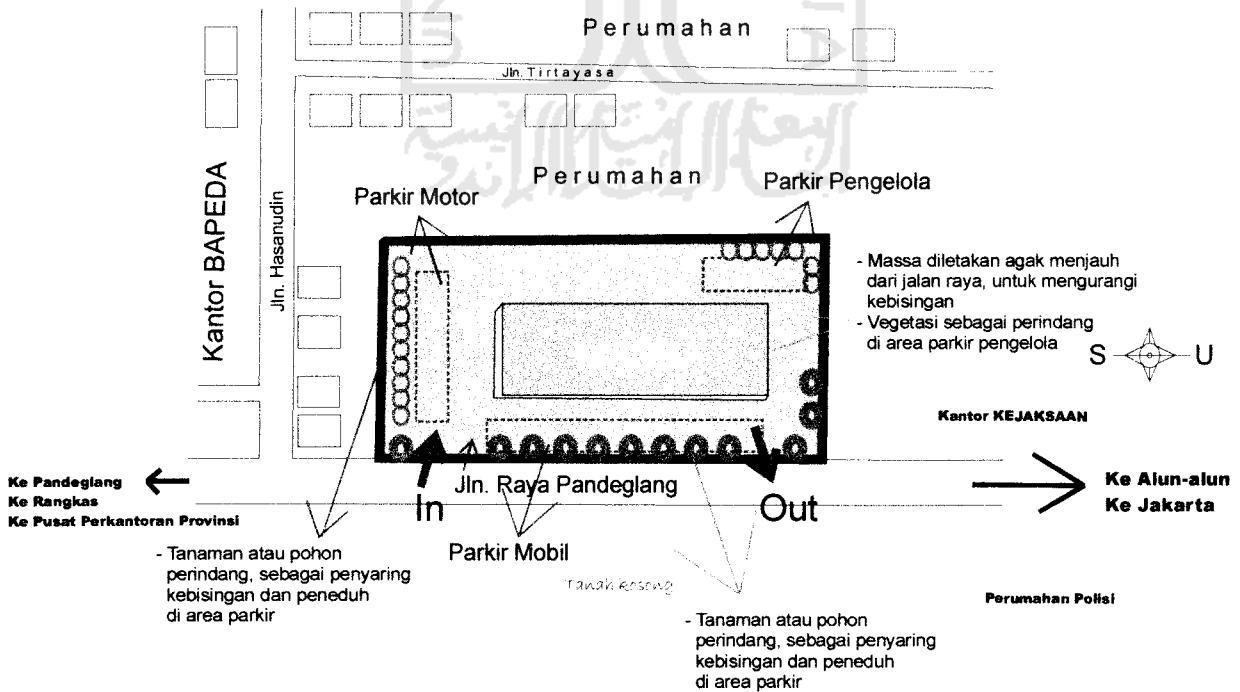 Perumahan
Jln. Tirtayasa
Perumahan
Parkir Motor
Parkir Pengelola
Kantor BAPEDA
Jln. Hasanudin
- Massa diletakan agak menjauh
dari jalan raya, untuk mengurangi
kebisingan
- Vegetasi sebagai perindang
di area parkir pengelola
S
U
Kantor KEJAKSAAN
Ke Pandeglang
Ke Rangkas
Ke Pusat Perkantoran Provinsi
In
Jln. Raya Pandeglang
Out
Ke Alun-alun
Ke Jakarta
Parkir Mobil
- Tanaman atau pohon
perindang, sebagai penyaring
kebisingan dan peneduh
di area parkir
Tanah Kosong
Perumahan Polisi
- Tanaman atau pohon
perindang, sebagai penyaring
kebisingan dan peneduh
di area parkir